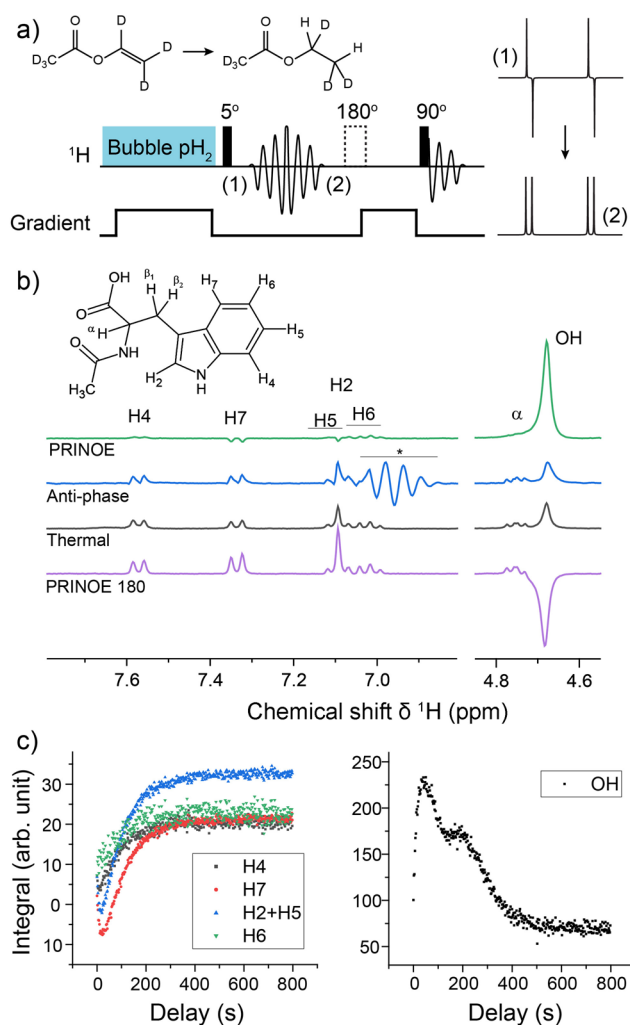 a)
O
D
D
D₃C
O
D
O
H
D
H
D₃C
O
D
D
(1)
5º
180º
90º
¹H
Bubble pH₂
(1)
(2)
Gradient
(2)
b)
OH
β₁
β₂
H
H
H₇
H₆
O
α
H
H₅
O
NH
H₂
N
H
H₄
H₃C
OH
H2
H4
H7
H5
H6
α
PRINOE
*
Anti-phase
Thermal
PRINOE 180
7.6
7.4
7.2
7.0
4.8
4.6
Chemical shift δ ¹H (ppm)
c)
Integral (arb. unit)
30
20
10
0
10
H4
H7
H2+H5
H6
0
200
400
600
800
Delay (s)
250
200
150
100
50
OH
0
200
400
600
800
Delay (s)